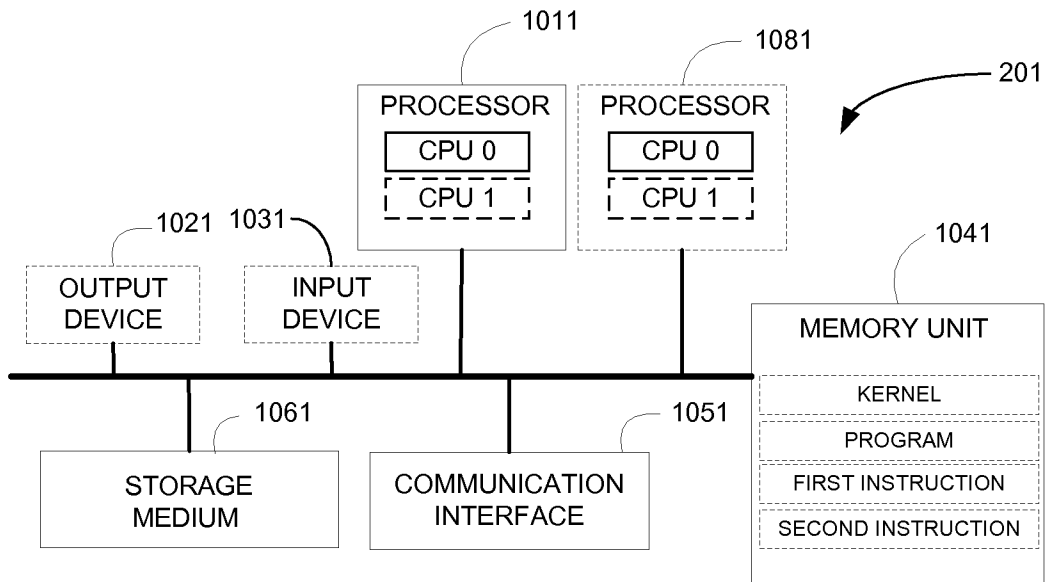 1011
1081
201
PROCESSOR
CPU 0
CPU 1
PROCESSOR
CPU 0
CPU 1
1021
1031
1041
OUTPUT
DEVICE
INPUT
DEVICE
MEMORY UNIT
KERNEL
PROGRAM
FIRST INSTRUCTION
SECOND INSTRUCTION
1061
1051
STORAGE
MEDIUM
COMMUNICATION
INTERFACE